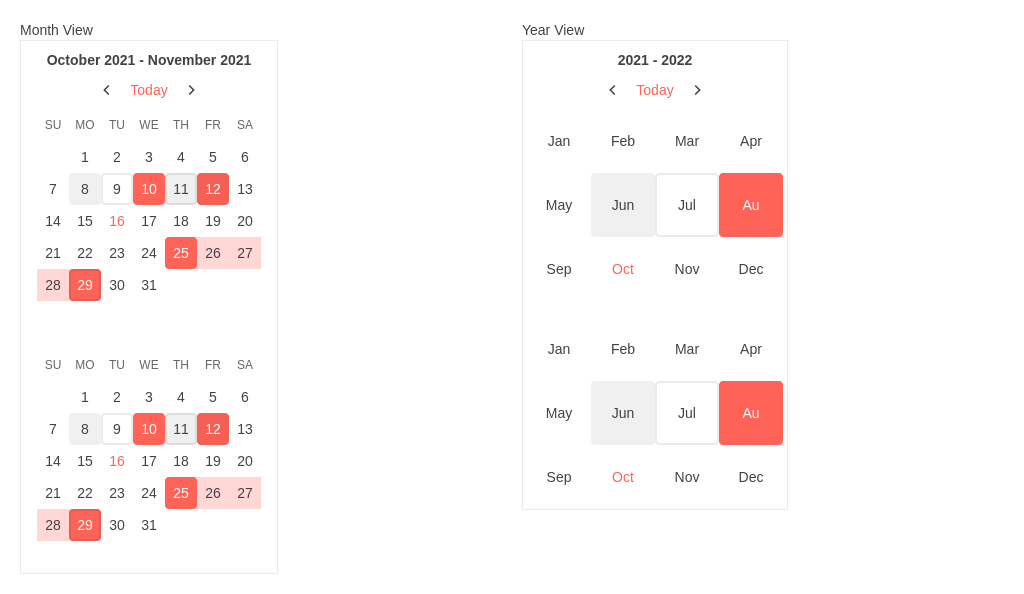 Month View
October 2021 - November 2021
Today
SU MO TU WE TH FR SA
1 2 3 4 5 6
7 8 9 10 11 12 13
14 15 16 17 18 19 20
21 22 23 24 25 26 27
28 29 30 31
SU MO TU WE TH FR SA
1 2 3 4 5 6
7 8 9 10 11 12 13
14 15 16 17 18 19 20
21 22 23 24 25 26 27
28 29 30 31
Year View
2021 - 2022
Today
Jan Feb Mar Apr
May Jun Jul Au
Sep Oct Nov Dec
Jan Feb Mar Apr
May Jun Jul Au
Sep Oct Nov Dec